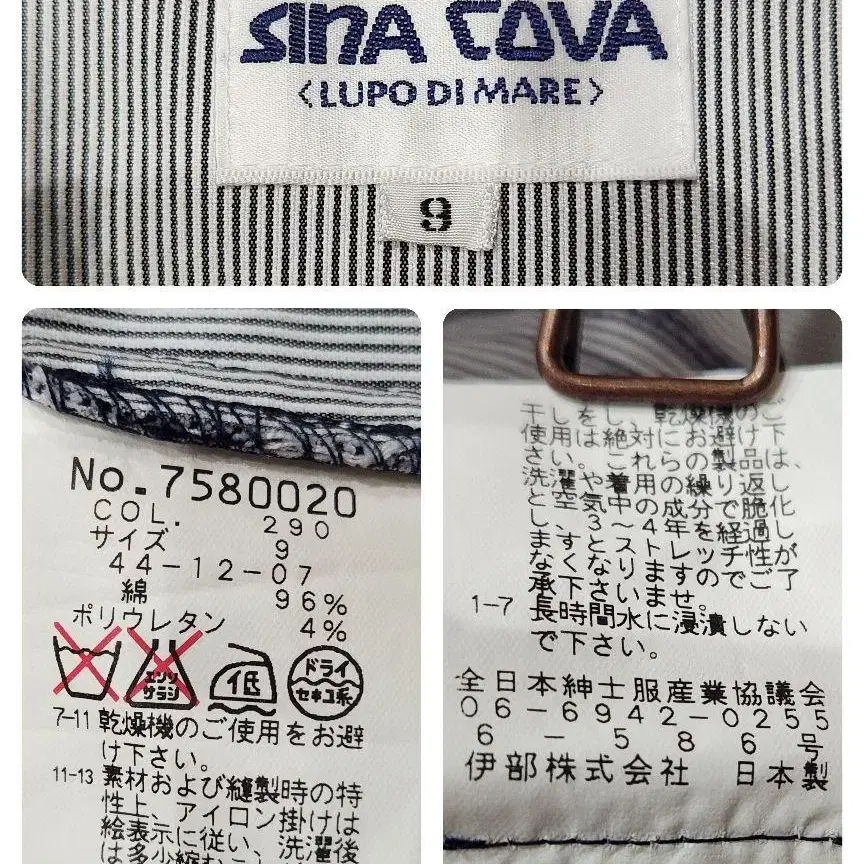 SINA COVA
〈LUPO DI MARE〉
9
No.7580020
COL. 290
サイズ 9
44-12-07
綿 96%
ポリウレタン 4%
エンソ サラシ 低 ドライ セキユ系
7-11 乾燥機のご使用をお避
け下さい。
11-13 素材および縫製時の特
性上、アイロン掛けは
絵表示に従い、洗濯後
は多少縮む
干しをし、乾燥機のご
使用は絶対にお避け下
さい。これらの製品は、
洗濯や着用の繰り返し
と空気中の成分で脆化
し、3〜4年を経過し
ますとストレッチ性が
なくなりますのでご了
承下さいませ。
1-7 長時間水に浸漬しない
で下さい。
全日本紳士服産業協議会
06-6942-0255
6-586号
伊部株式会社 日本製